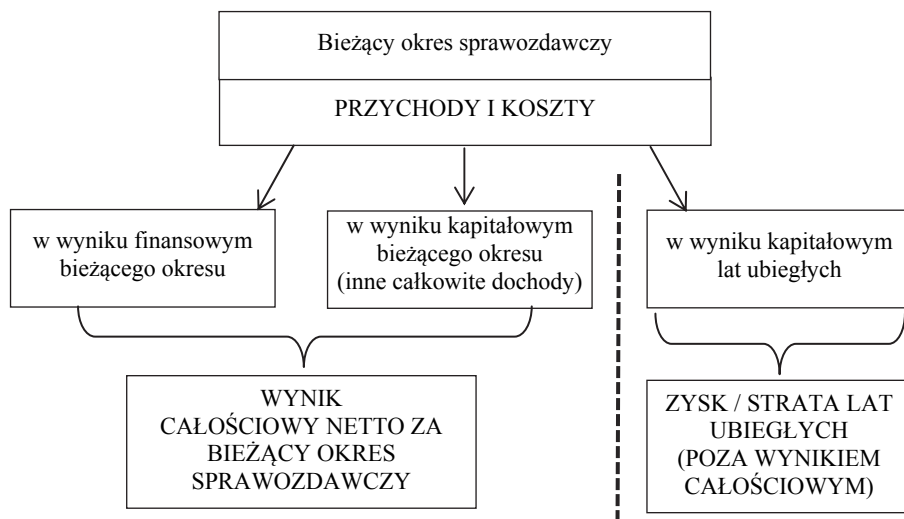 Bieżący okres sprawozdawczy
PRZYCHODY I KOSZTY
w wyniku finansowym
bieżącego okresu
w wyniku kapitałowym
bieżącego okresu
(inne całkowite dochody)
w wyniku kapitałowym
lat ubiegłych
WYNIK
CAŁOŚCIOWY NETTO ZA
BIEŻĄCY OKRES
SPRAWOZDAWCZY
ZYSK / STRATA LAT
UBIEGŁYCH
(POZA WYNIKIEM
CAŁOŚCIOWYM)